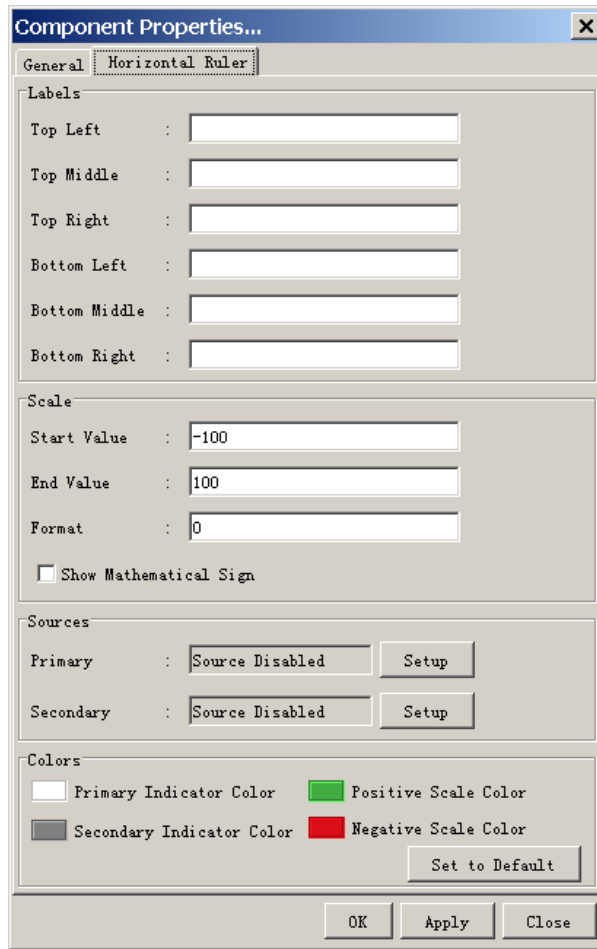 Component Properties...
General Horizontal Ruler
Labels
Top Left :
Top Middle :
Top Right :
Bottom Left :
Bottom Middle :
Bottom Right :
Scale
Start Value : -100
End Value : 100
Format : 0
Show Mathematical Sign
Sources
Primary : Source Disabled Setup
Secondary : Source Disabled Setup
Colors
Primary Indicator Color Positive Scale Color
Secondary Indicator Color Negative Scale Color
Set to Default
OK Apply Close